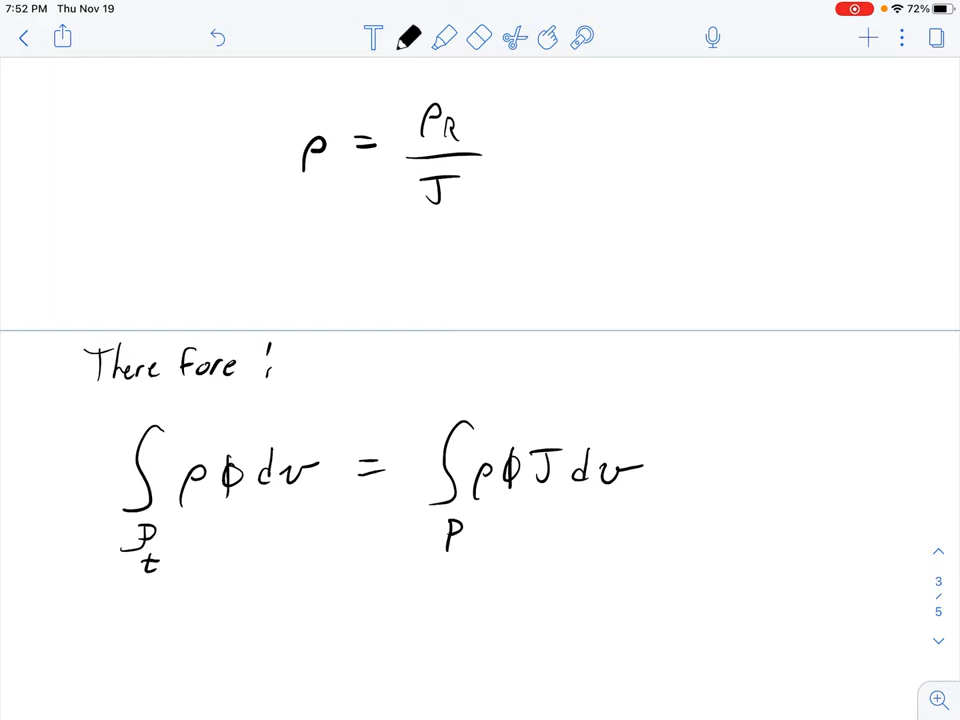 7:52 PM Thu Nov 19
72%
T
ρ = ρ_R / J
There Fore :
∫_{P_t} ρ ϕ dv = ∫_P ρ ϕ J dv
3
/
5